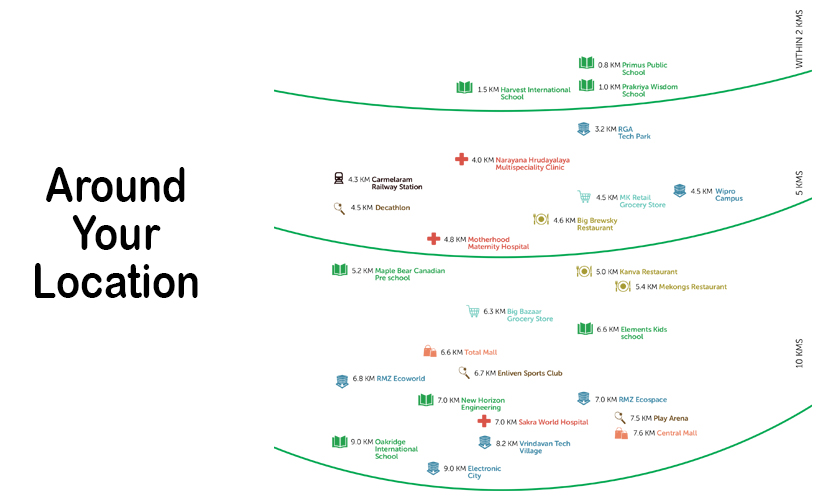 Around
Your
Location
WITHIN 2 KMS
0.8 KM Primus Public
School
1.5 KM Harvest International
School
1.0 KM Prakriya Wisdom
School
3.2 KM RGA
Tech Park
4.0 KM Narayana Hrudayalaya
Multispeciality Clinic
4.3 KM Carmelaram
Railway Station
4.5 KM Wipro
Campus
4.5 KM MK Retail
Grocery Store
5 KMS
4.5 KM Decathlon
4.6 KM Big Brewsky
Restaurant
4.8 KM Motherhood
Maternity Hospital
5.2 KM Maple Bear Canadian
Pre school
5.0 KM Kanva Restaurant
5.4 KM Mekongs Restaurant
6.3 KM Big Bazaar
Grocery Store
6.6 KM Elements Kids
school
10 KMS
6.6 KM Total Mall
6.7 KM Enliven Sports Club
6.8 KM RMZ Ecoworld
7.0 KM New Horizon
Engineering
7.0 KM RMZ Ecospace
7.0 KM Sakra World Hospital
7.5 KM Play Arena
7.6 KM Central Mall
9.0 KM Oakridge
International
School
8.2 KM Vrindavan Tech
Village
9.0 KM Electronic
City